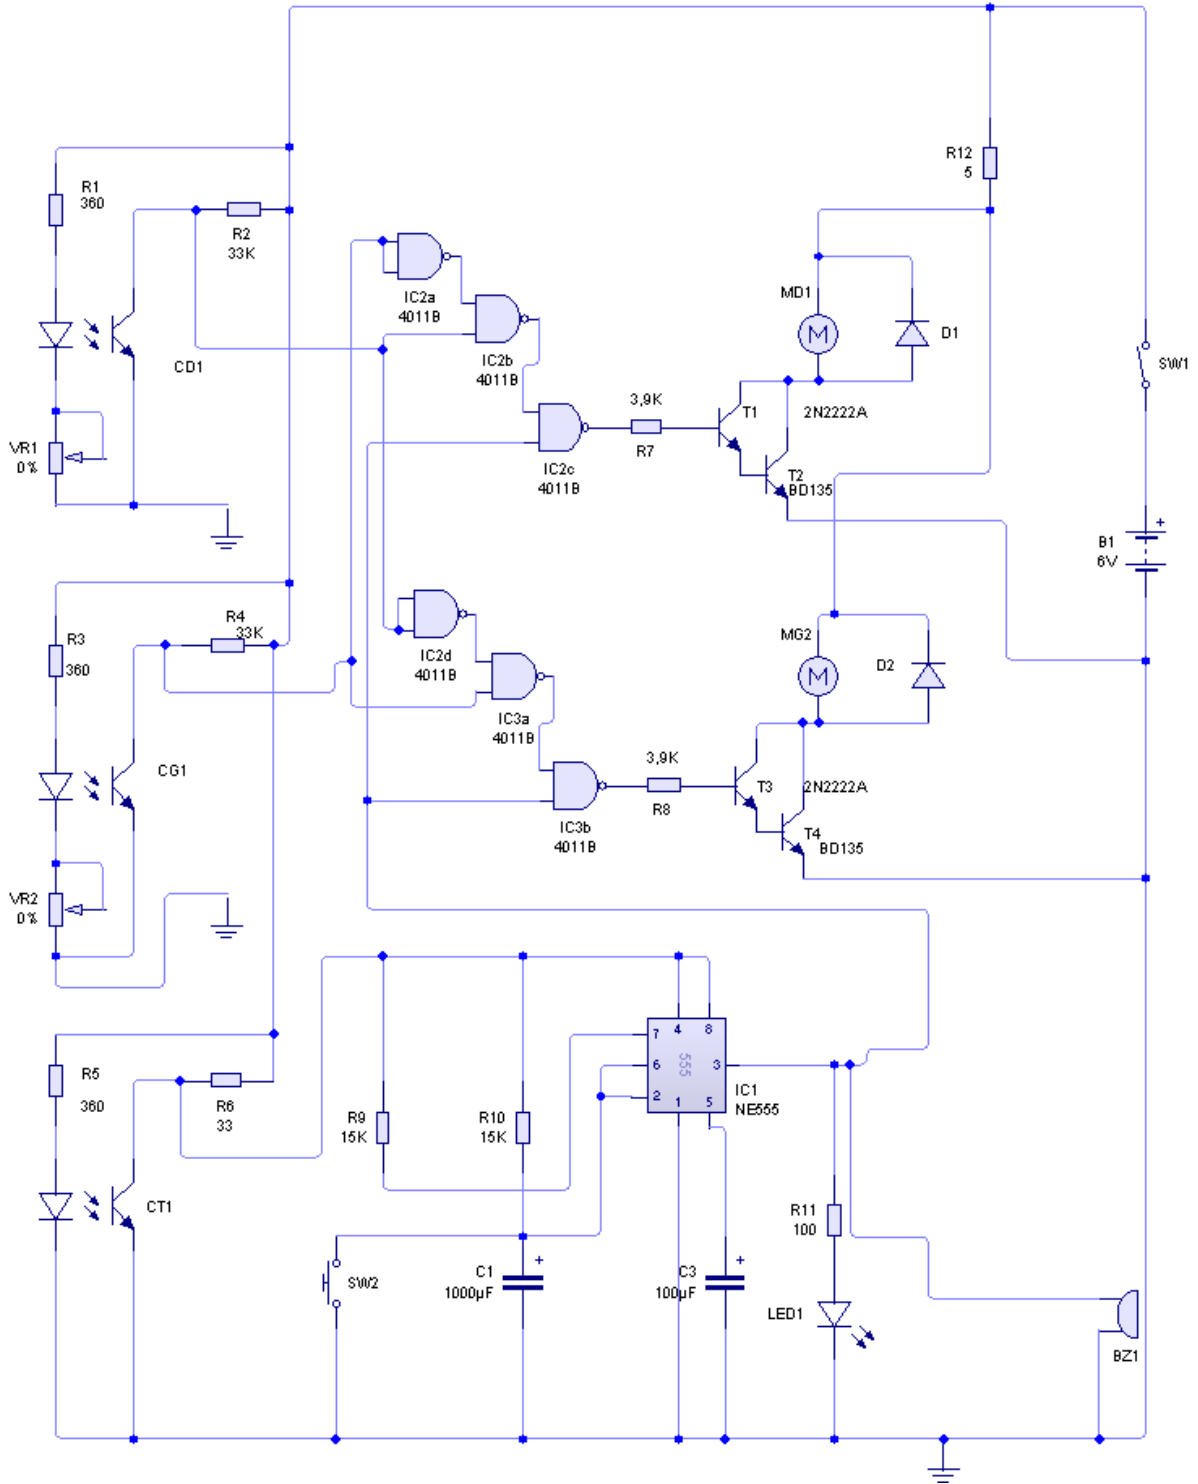 R12
5
R1
360
R2
33K
IC2a
4011B
MD1
D1
IC2b
4011B
CD1
SW1
3,9K
T1
2N2222A
VR1
0%
R7
IC2c
4011B
T2
BD135
B1
6V
+
R4
33K
R3
360
MG2
D2
IC2d
4011B
IC3a
4011B
CG1
3,9K
T3
2N2222A
R8
IC3b
4011B
T4
BD135
VR2
0%
7
4
8
6
555
3
2
1
5
IC1
NE555
R5
360
R6
33
R9
15K
R10
15K
CT1
R11
100
SW2
+
C1
1000µF
+
C3
100µF
LED1
BZ1
M
M